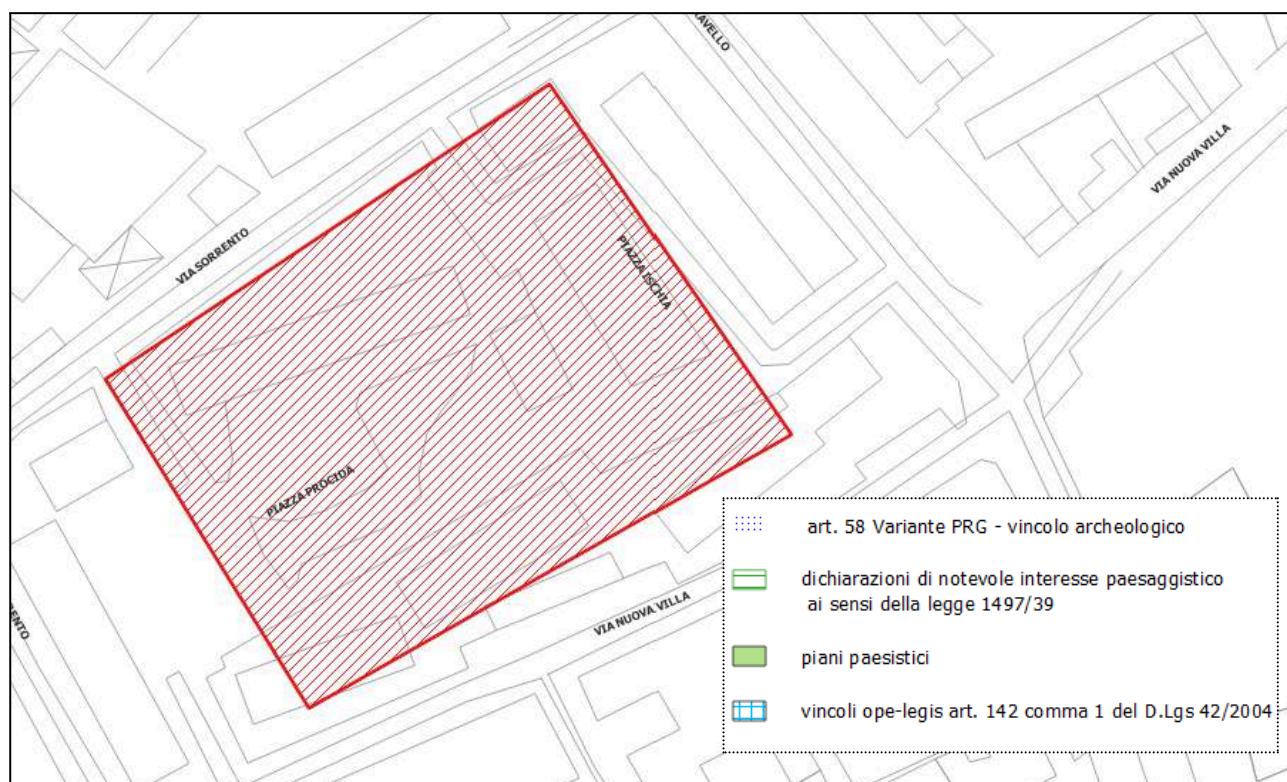 AVELLO
VIA NUOVA VILLA
VIA SORRENTO
PIAZZA ISCHIA
PIAZZA PROCIDA
art. 58 Variante PRG - vincolo archeologico
dichiarazioni di notevole interesse paesaggistico
ai sensi della legge 1497/39
RENTO
VIA NUOVA VILLA
piani paesistici
vincoli ope-legis art. 142 comma 1 del D.Lgs 42/2004